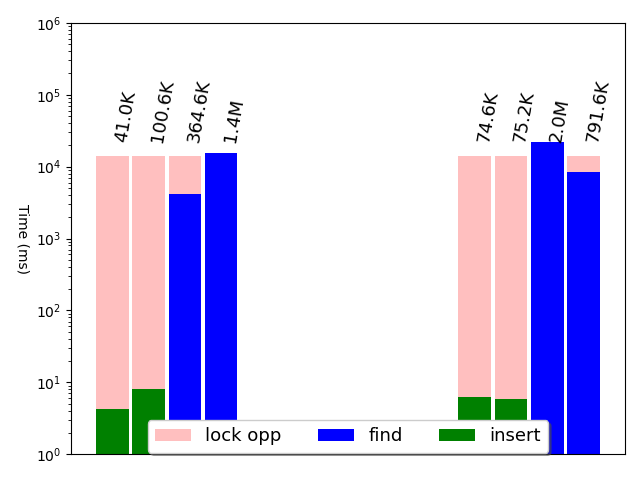 10^6
10^5
10^4
10^3
10^2
10^1
10^0
Time (ms)
41.0K
100.6K
364.6K
1.4M
74.6K
75.2K
2.0M
791.6K
lock opp
find
insert